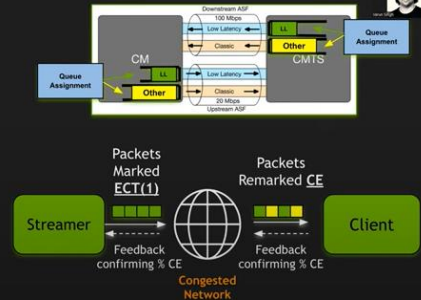 Downstream ASF
100 Mbps
Low Latency
Classic
LL
Other
CMTS
Queue
Assignment
Queue
Assignment
CM
LL
Other
Low Latency
Classic
20 Mbps
Upstream ASF
Packets
Marked
ECT(1)
Packets
Remarked CE
Streamer
Client
Feedback
confirming % CE
Feedback
confirming % CE
Congested
Network